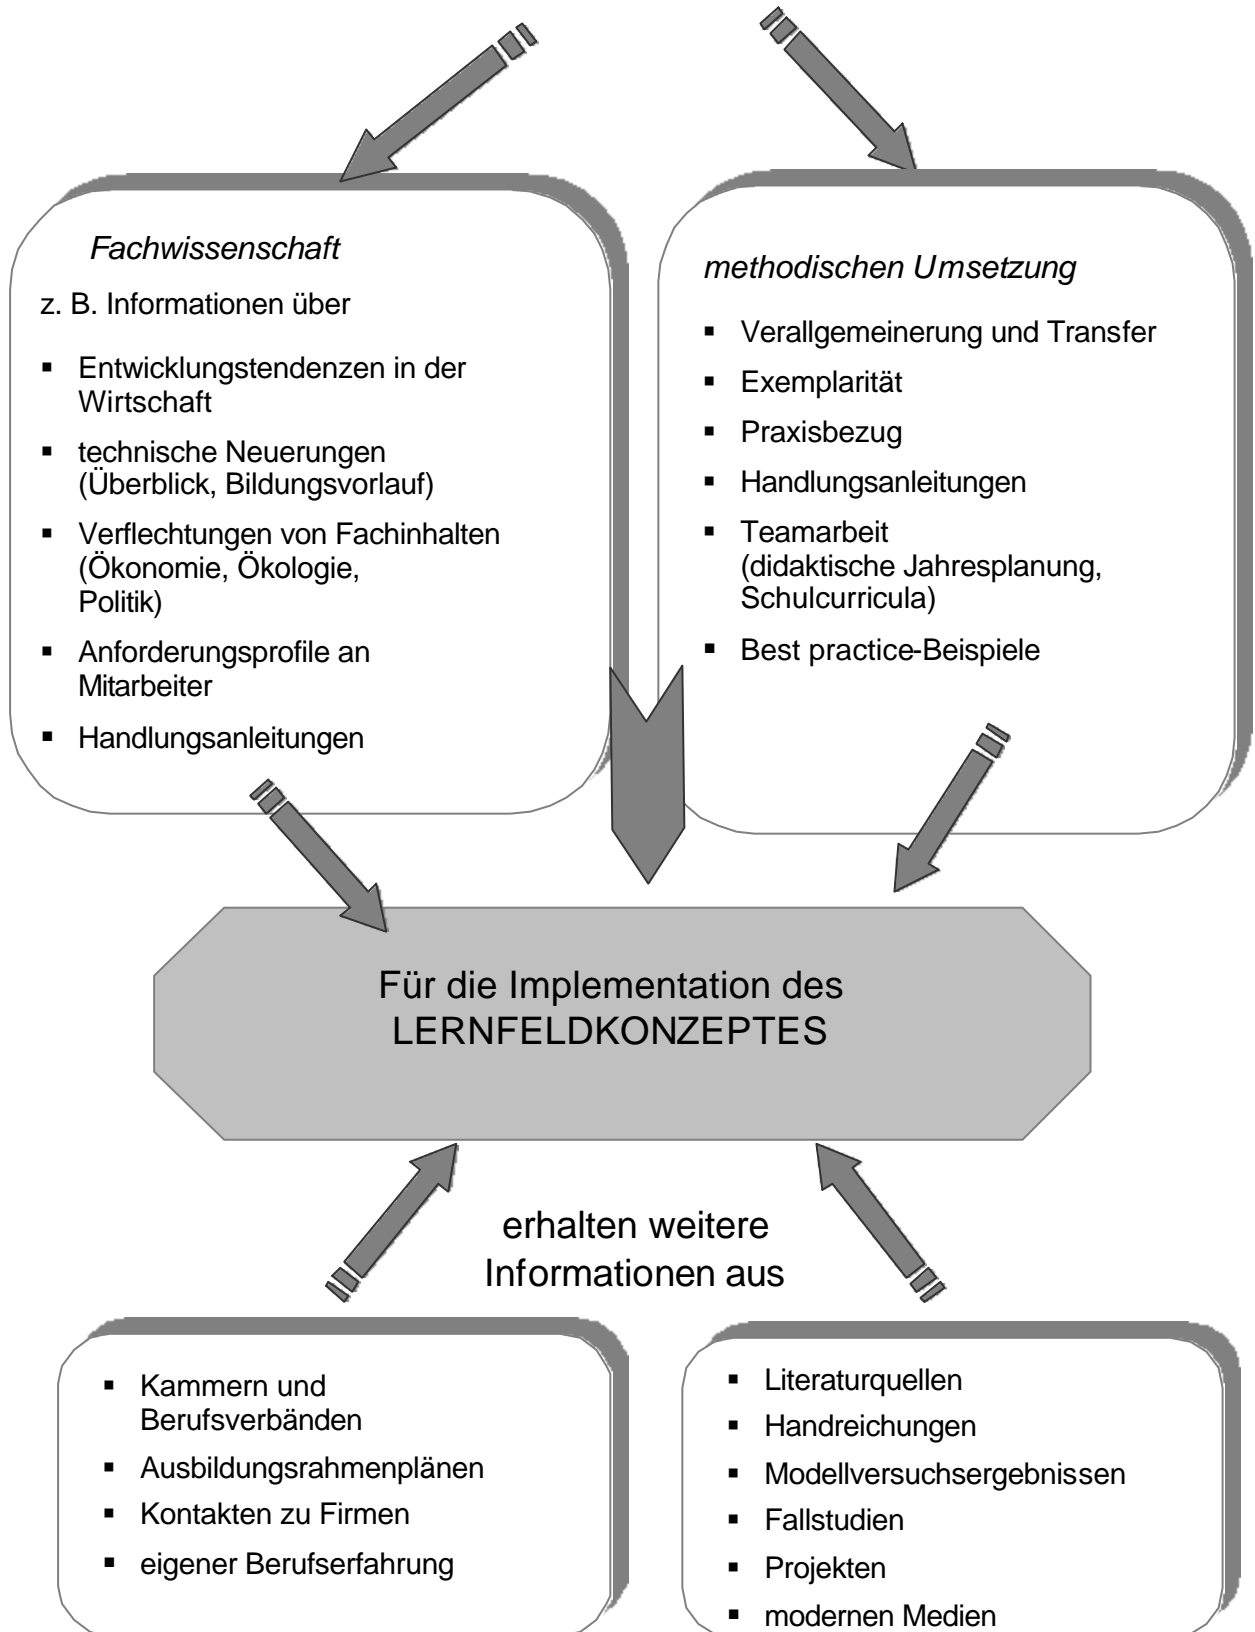 Fachwissenschaft
z. B. Informationen über
▪ Entwicklungstendenzen in der
Wirtschaft
▪ technische Neuerungen
(Überblick, Bildungsvorlauf)
▪ Verflechtungen von Fachinhalten
(Ökonomie, Ökologie,
Politik)
▪ Anforderungsprofile an
Mitarbeiter
▪ Handlungsanleitungen
methodischen Umsetzung
▪ Verallgemeinerung und Transfer
▪ Exemplarität
▪ Praxisbezug
▪ Handlungsanleitungen
▪ Teamarbeit
(didaktische Jahresplanung,
Schulcurricula)
▪ Best practice-Beispiele
Für die Implementation des
LERNFELDKONZEPTES
erhalten weitere
Informationen aus
▪ Kammern und
Berufsverbänden
▪ Ausbildungsrahmenplänen
▪ Kontakten zu Firmen
▪ eigener Berufserfahrung
▪ Literaturquellen
▪ Handreichungen
▪ Modellversuchsergebnissen
▪ Fallstudien
▪ Projekten
▪ modernen Medien